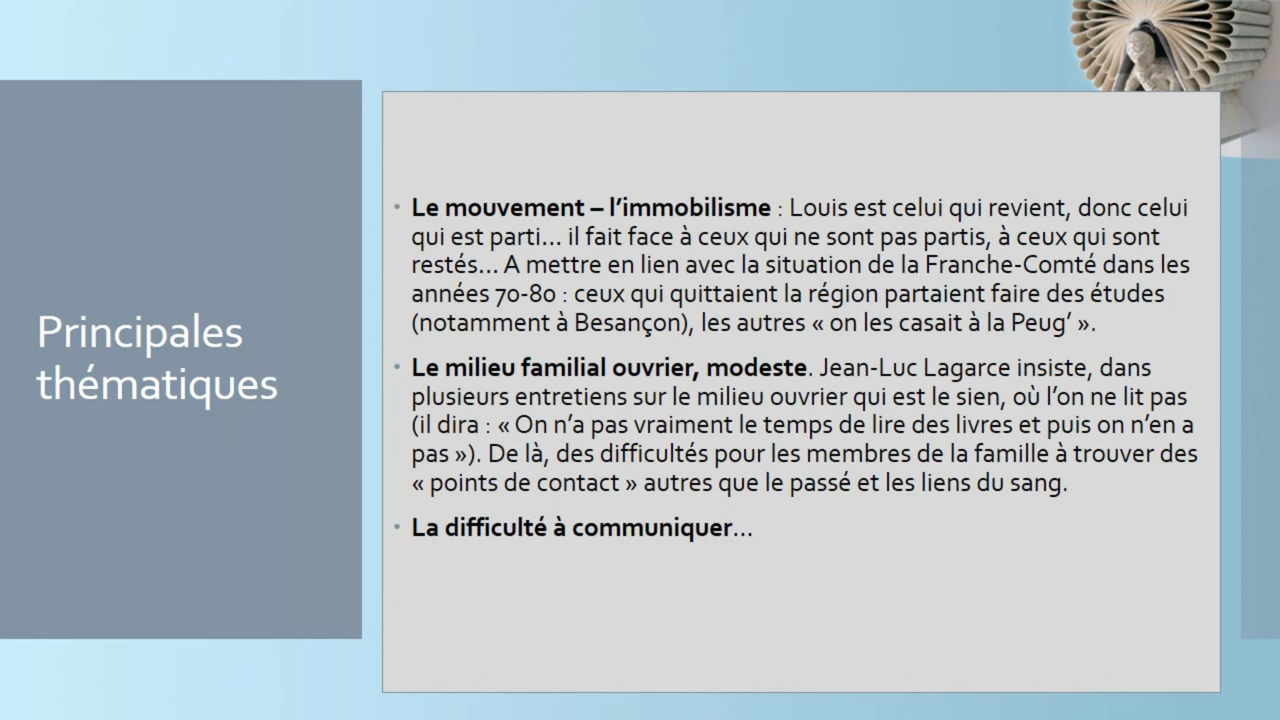 Principales
thématiques
• Le mouvement – l’immobilisme : Louis est celui qui revient, donc celui
qui est parti... il fait face à ceux qui ne sont pas partis, à ceux qui sont
restés... A mettre en lien avec la situation de la Franche-Comté dans les
années 70-80 : ceux qui quittaient la région partaient faire des études
(notamment à Besançon), les autres « on les casait à la Peug’ ».
• Le milieu familial ouvrier, modeste. Jean-Luc Lagarce insiste, dans
plusieurs entretiens sur le milieu ouvrier qui est le sien, où l’on ne lit pas
(il dira : « On n’a pas vraiment le temps de lire des livres et puis on n’en a
pas »). De là, des difficultés pour les membres de la famille à trouver des
« points de contact » autres que le passé et les liens du sang.
• La difficulté à communiquer...